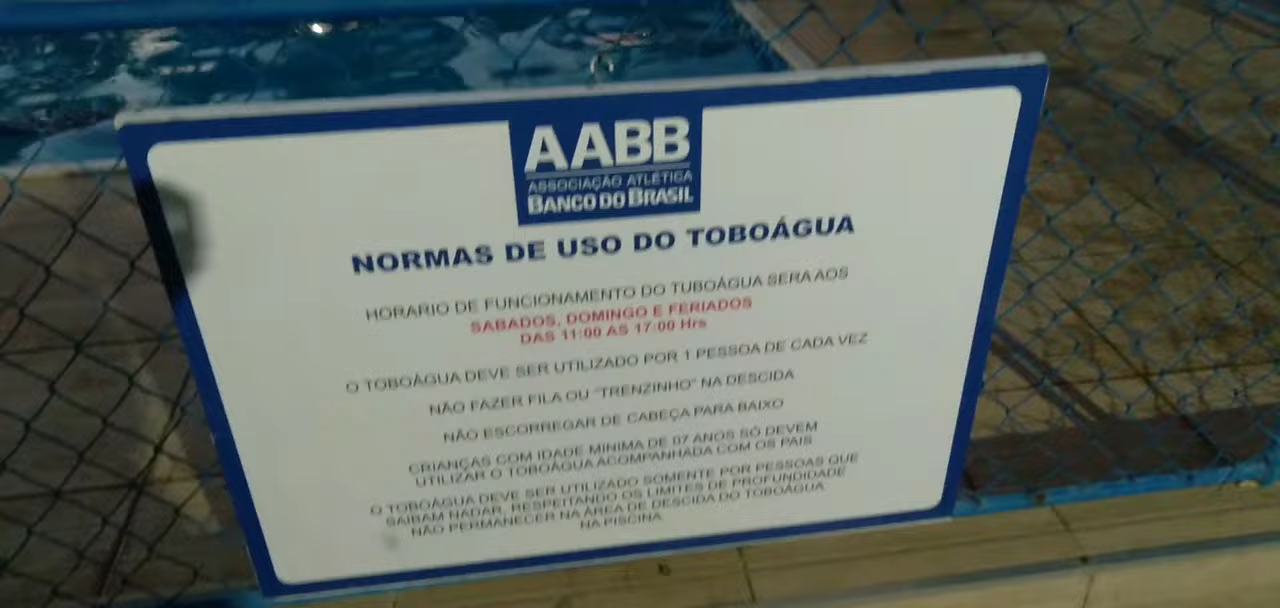 AABB
ASSOCIAÇÃO ATLÉTICA
BANCO DO BRASIL
NORMAS DE USO DO TOBOÁGUA
HORARIO DE FUNCIONAMENTO DO TUBOÁGUA SERA AOS
SABADOS, DOMINGO E FERIADOS
DAS 11:00 AS 17:00 Hrs
O TOBOÁGUA DEVE SER UTILIZADO POR 1 PESSOA DE CADA VEZ
NÃO FAZER FILA OU "TRENZINHO" NA DESCIDA
NÃO ESCORREGAR DE CABEÇA PARA BAIXO
CRIANÇAS COM IDADE MINIMA DE 07 ANOS SÓ DEVEM
UTILIZAR O TOBOÁGUA ACOMPANHADA COM OS PAIS
O TOBOÁGUA DEVE SER UTILIZADO SOMENTE POR PESSOAS QUE
SAIBAM NADAR, RESPEITANDO OS LIMITES DE PROFUNDIDADE
NÃO PERMANECER NA ÁREA DE DESCIDA DO TOBOÁGUA
NA PISCINA